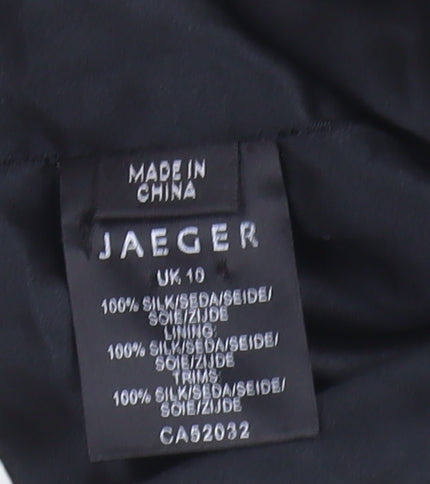 MADE IN
CHINA
JAEGER
UK 10
100% SILK/SEDA/SEIDE/
SOIE/ZIJDE
LINING:
100% SILK/SEDA/SEIDE/
SOIE/ZIJDE
TRIMS
100% SILK/SEDA/SEIDE/
SOIE/ZIJDE
CA52032